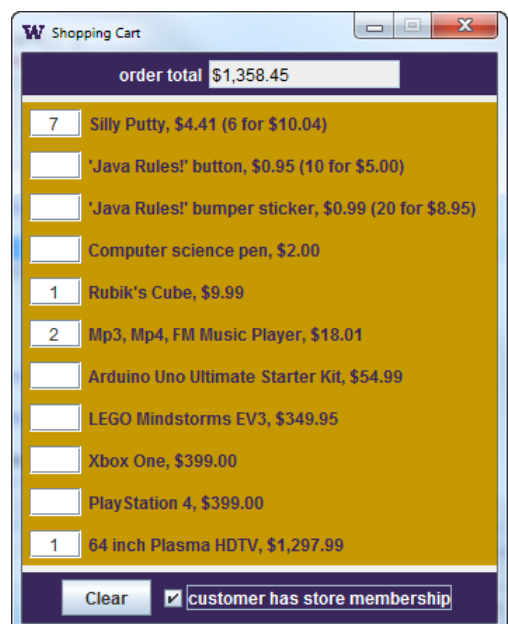 W Shopping Cart
order total $1,358.45
7 Silly Putty, $4.41 (6 for $10.04)
'Java Rules!' button, $0.95 (10 for $5.00)
'Java Rules!' bumper sticker, $0.99 (20 for $8.95)
Computer science pen, $2.00
1 Rubik's Cube, $9.99
2 Mp3, Mp4, FM Music Player, $18.01
Arduino Uno Ultimate Starter Kit, $54.99
LEGO Mindstorms EV3, $349.95
Xbox One, $399.00
PlayStation 4, $399.00
1 64 inch Plasma HDTV, $1,297.99
Clear customer has store membership